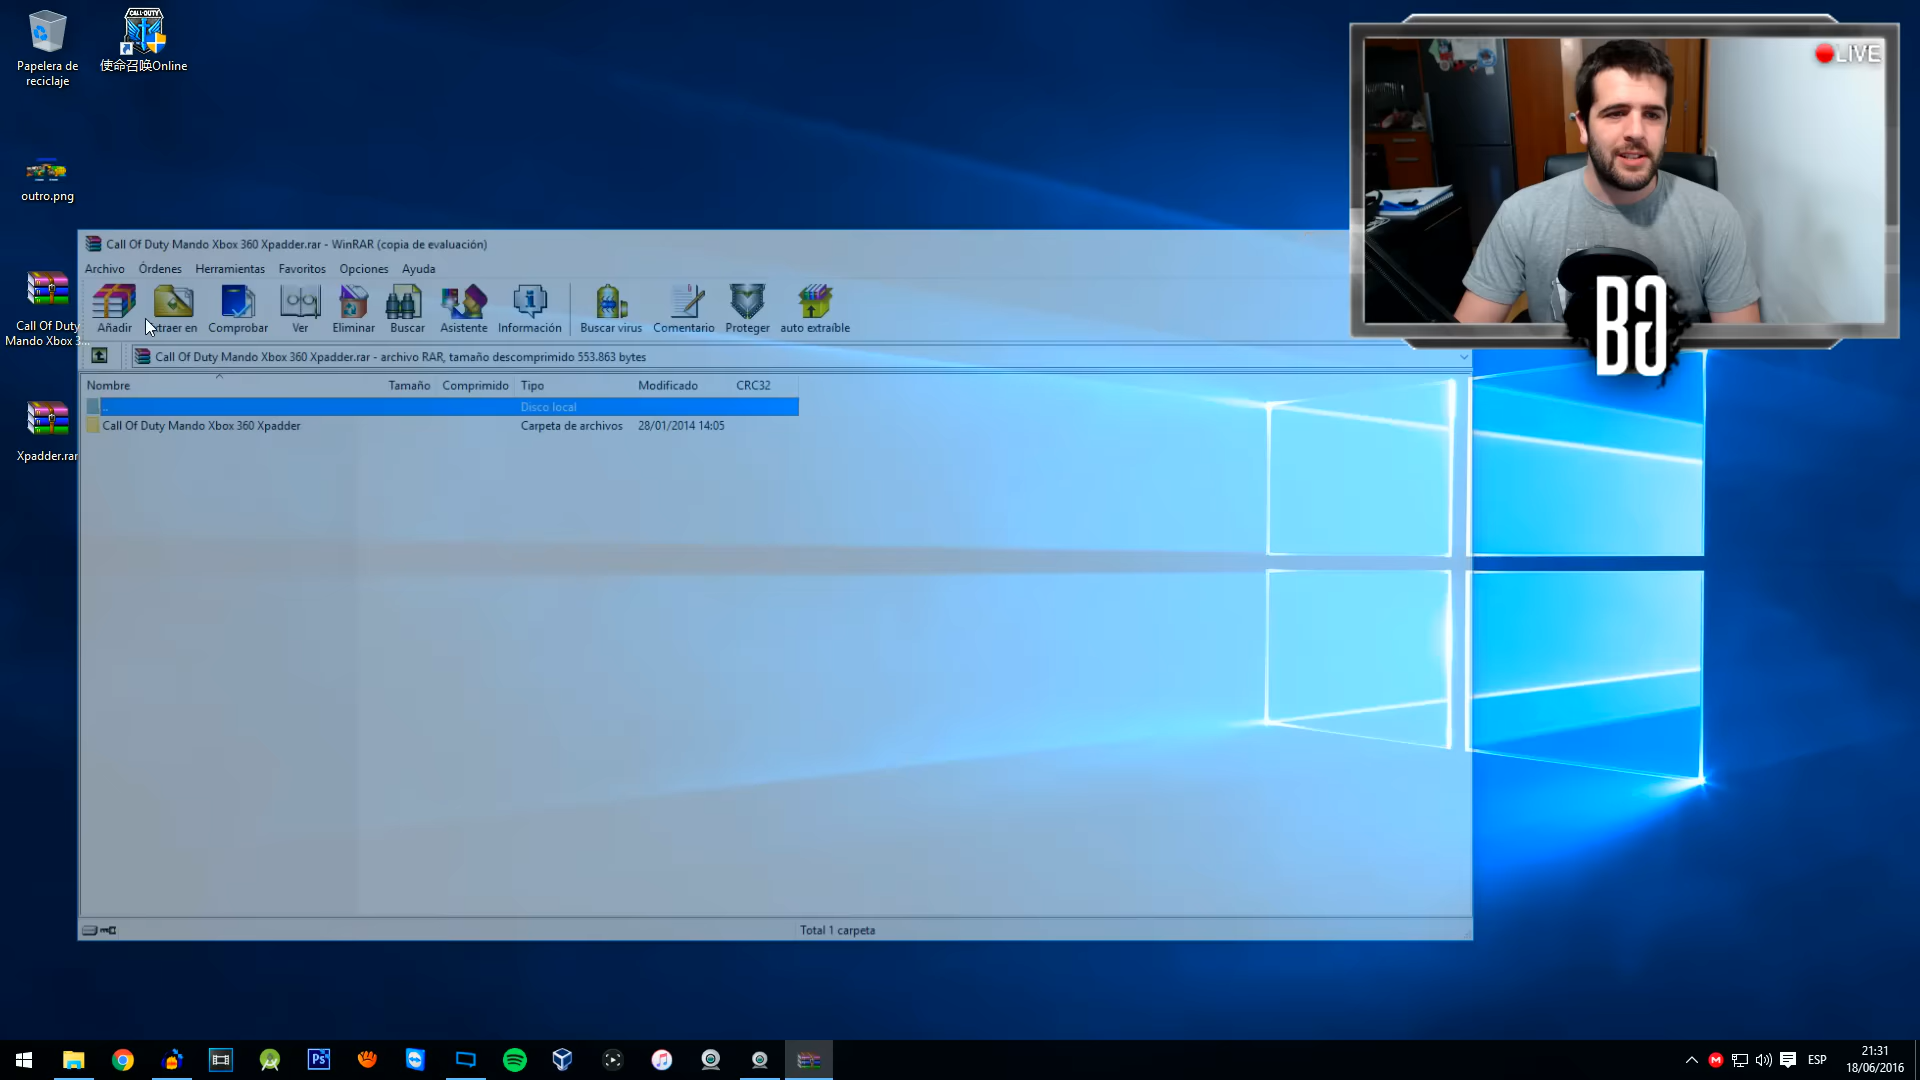 Papelera de
reciclaje
使命召唤Online
CALL·DUTY
outro.png
Call Of Duty
Mando Xbox 3...
Xpadder.rar
LIVE
BG
Call Of Duty Mando Xbox 360 Xpadder.rar - WinRAR (copia de evaluación)
Archivo Órdenes Herramientas Favoritos Opciones Ayuda
Añadir traer en Comprobar Ver Eliminar Buscar Asistente Información Buscar virus Comentario Proteger auto extraíble
Call Of Duty Mando Xbox 360 Xpadder.rar - archivo RAR, tamaño descomprimido 553.863 bytes
Nombre Tamaño Comprimido Tipo Modificado CRC32
.. Disco local
Call Of Duty Mando Xbox 360 Xpadder Carpeta de archivos 28/01/2014 14:05
Total 1 carpeta
Ps
ESP
21:31
18/06/2016